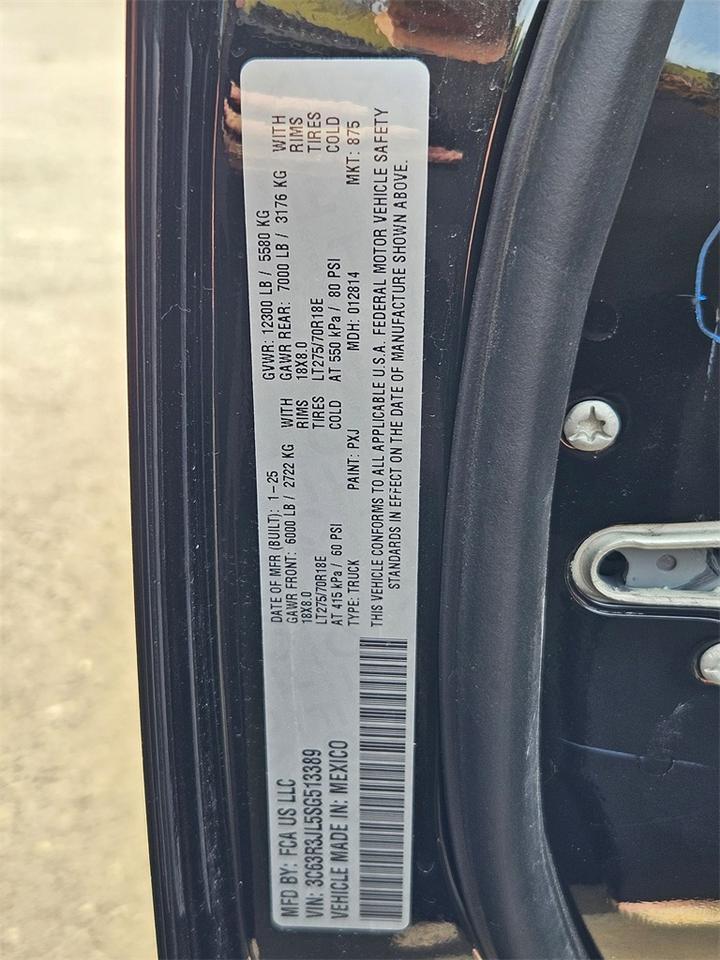 MFD BY: FCA US LLC
VIN: 3C63R3JL5SG513389
VEHICLE MADE IN: MEXICO
DATE OF MFR (BUILT): 1-25 GVWR: 12300 LB / 5580 KG
GAWR FRONT: 6000 LB / 2722 KG WITH GAWR REAR: 7000 LB / 3176 KG WITH
18X8.0 RIMS 18X8.0 RIMS
LT275/70R18E TIRES LT275/70R18E TIRES
AT 415 kPa / 60 PSI COLD AT 550 kPa / 80 PSI COLD
TYPE: TRUCK PAINT: PXJ MDH: 012814 MKT: 875
THIS VEHICLE CONFORMS TO ALL APPLICABLE U.S.A. FEDERAL MOTOR VEHICLE SAFETY
STANDARDS IN EFFECT ON THE DATE OF MANUFACTURE SHOWN ABOVE.